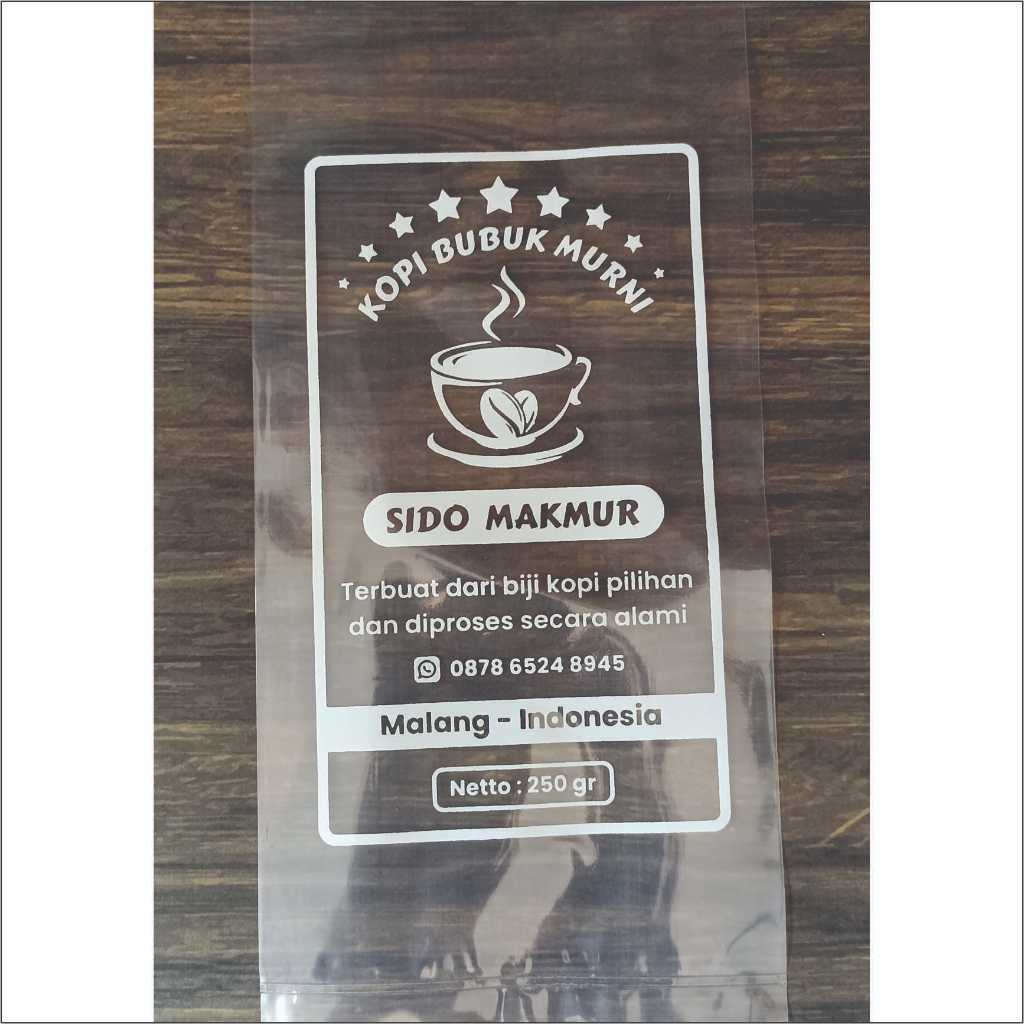 KOPI BUBUK MURNI
SIDO MAKMUR
Terbuat dari biji kopi pilihan
dan diproses secara alami
0878 6524 8945
Malang - Indonesia
Netto : 250 gr